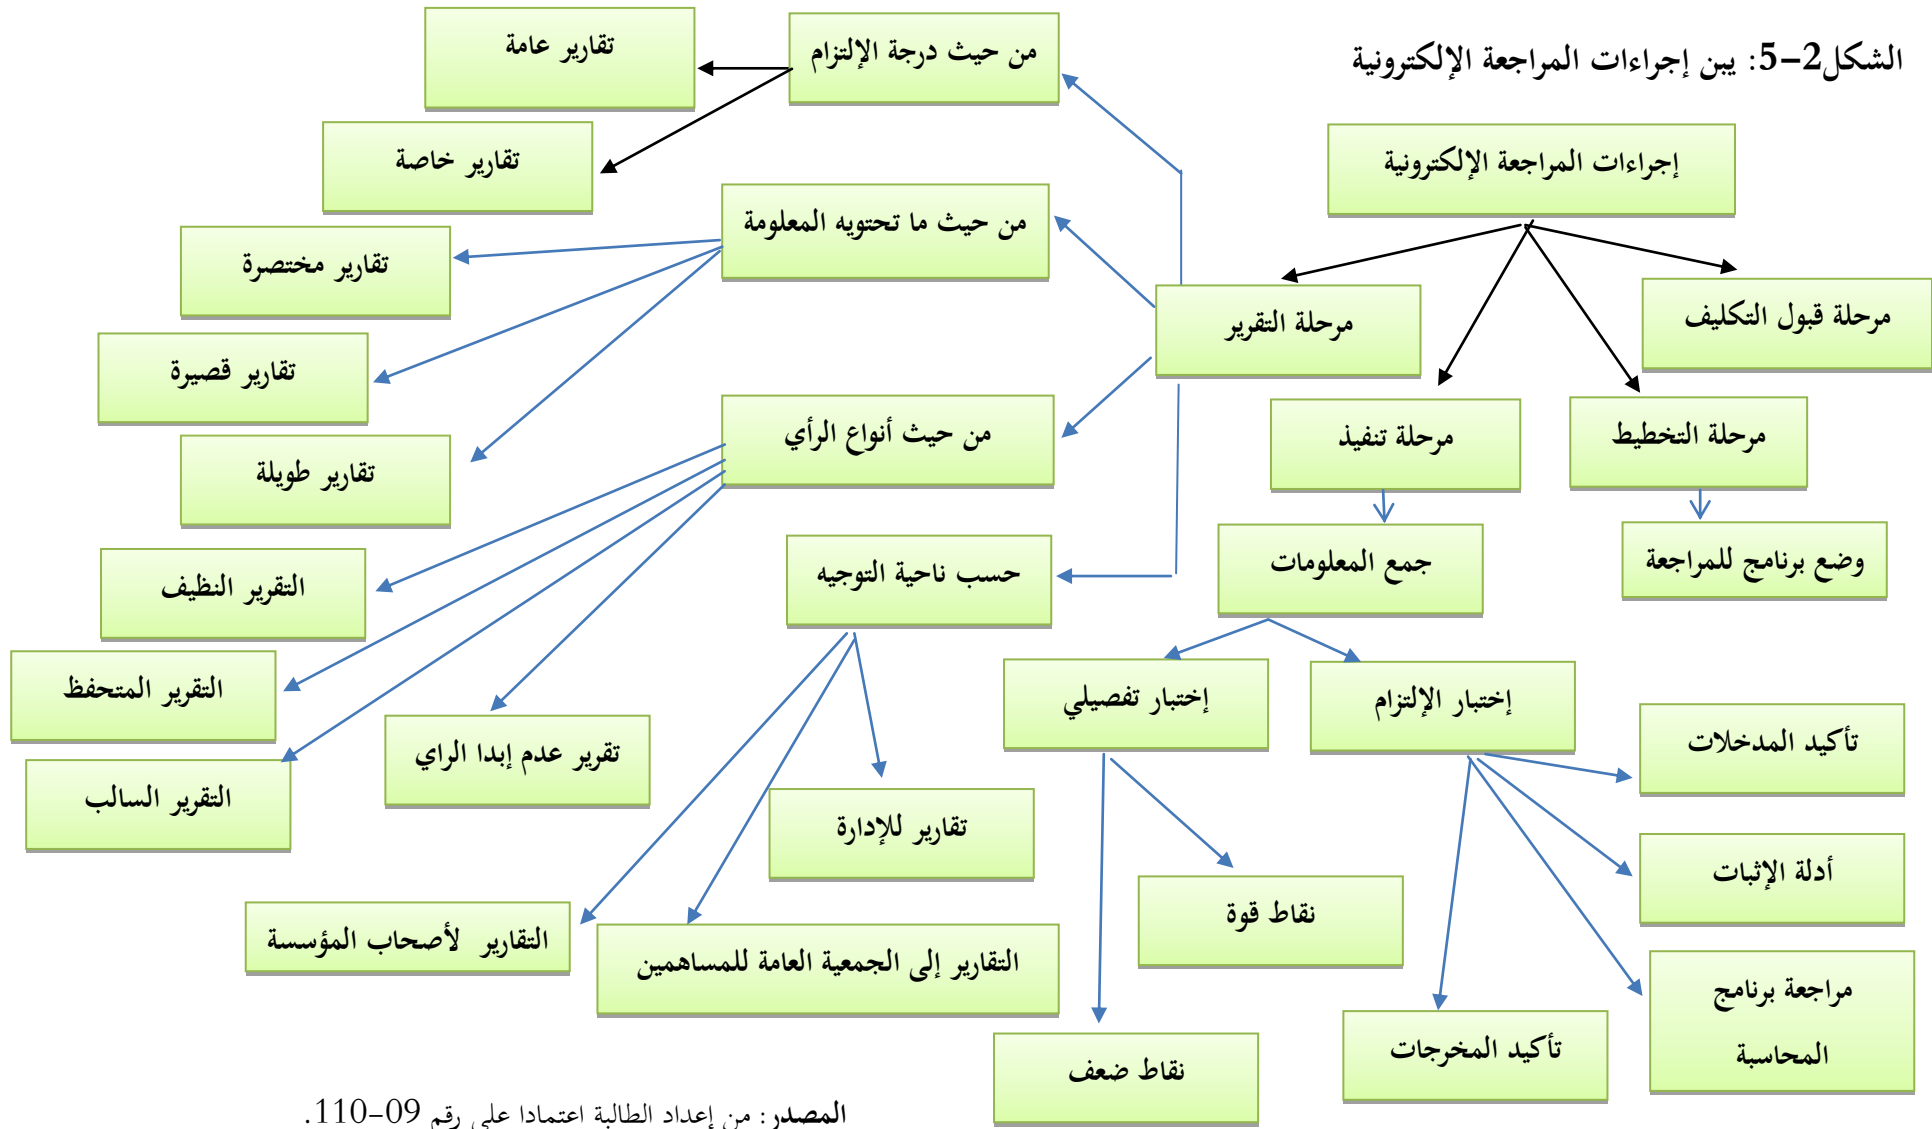 الشكل2-5: يبن إجراءات المراجعة الإلكترونية
إجراءات المراجعة الإلكترونية
مرحلة قبول التكليف
مرحلة التخطيط
وضع برنامج للمراجعة
مرحلة تنفيذ
جمع المعلومات
إختبار الإلتزام
تأكيد المدخلات
أدلة الإثبات
مراجعة برنامج
المحاسبة
تأكيد المخرجات
إختبار تفصيلي
نقاط قوة
نقاط ضعف
مرحلة التقرير
من حيث درجة الإلتزام
تقارير عامة
تقارير خاصة
من حيث ما تحتويه المعلومة
تقارير مختصرة
تقارير قصيرة
تقارير طويلة
من حيث أنواع الرأي
التقرير النظيف
التقرير المتحفظ
التقرير السالب
تقرير عدم إبدا الراي
حسب ناحية التوجيه
تقارير للإدارة
التقارير إلى الجمعية العامة للمساهمين
التقارير لأصحاب المؤسسة
المصدر: من إعداد الطالبة اعتمادا على رقم 09-110.